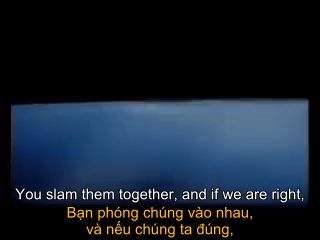 You slam them together, and if we are right,
Bạn phóng chúng vào nhau,
và nếu chúng ta đúng,